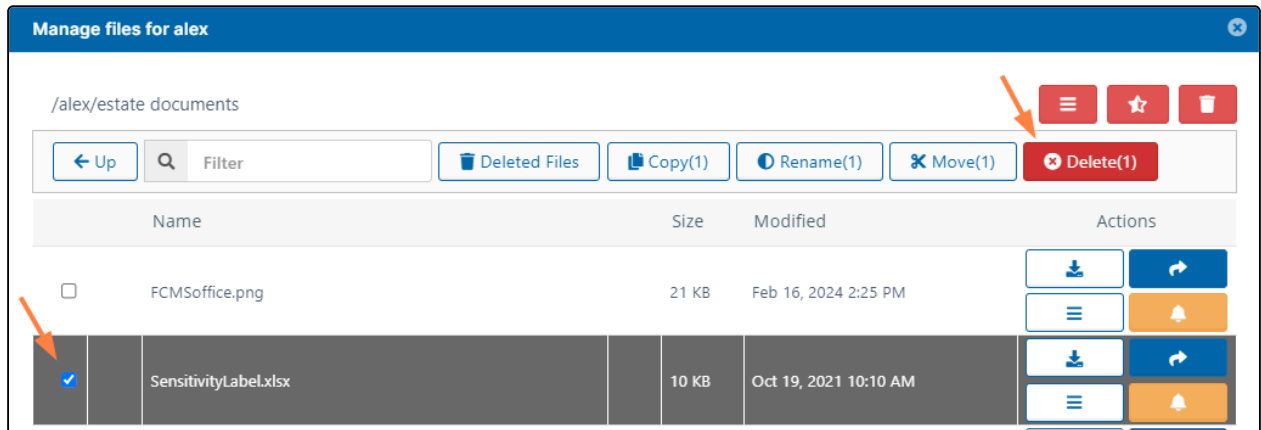 Manage files for alex
/alex/estate documents
Up
Filter
Deleted Files
Copy(1)
Rename(1)
Move(1)
Delete(1)
Name Size Modified Actions
FCMSoffice.png 21 KB Feb 16, 2024 2:25 PM
SensitivityLabel.xlsx 10 KB Oct 19, 2021 10:10 AM